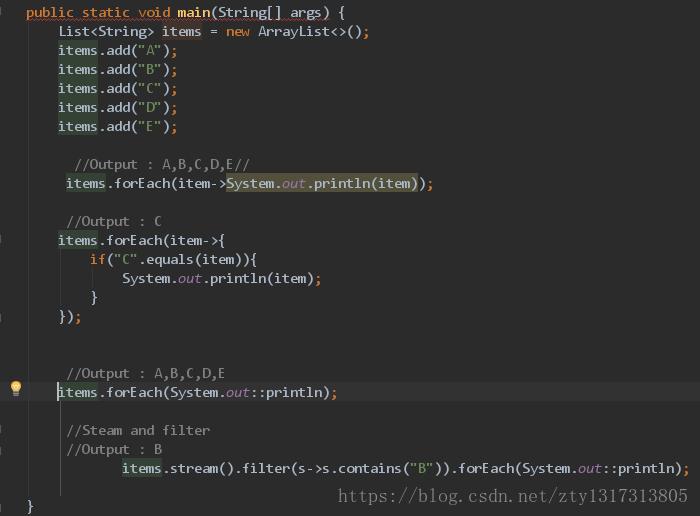 public static void main(String[] args) {
List<String> items = new ArrayList<>();
items.add("A");
items.add("B");
items.add("C");
items.add("D");
items.add("E");
//Output : A,B,C,D,E//
items.forEach(item->System.out.println(item));
//Output : C
items.forEach(item->{
if("C".equals(item)){
System.out.println(item);
}
});
//Output : A,B,C,D,E
items.forEach(System.out::println);
//Steam and filter
//Output : B
items.stream().filter(s->s.contains("B")).forEach(System.out::println);
https://blog.csdn.net/zty1317313805
}